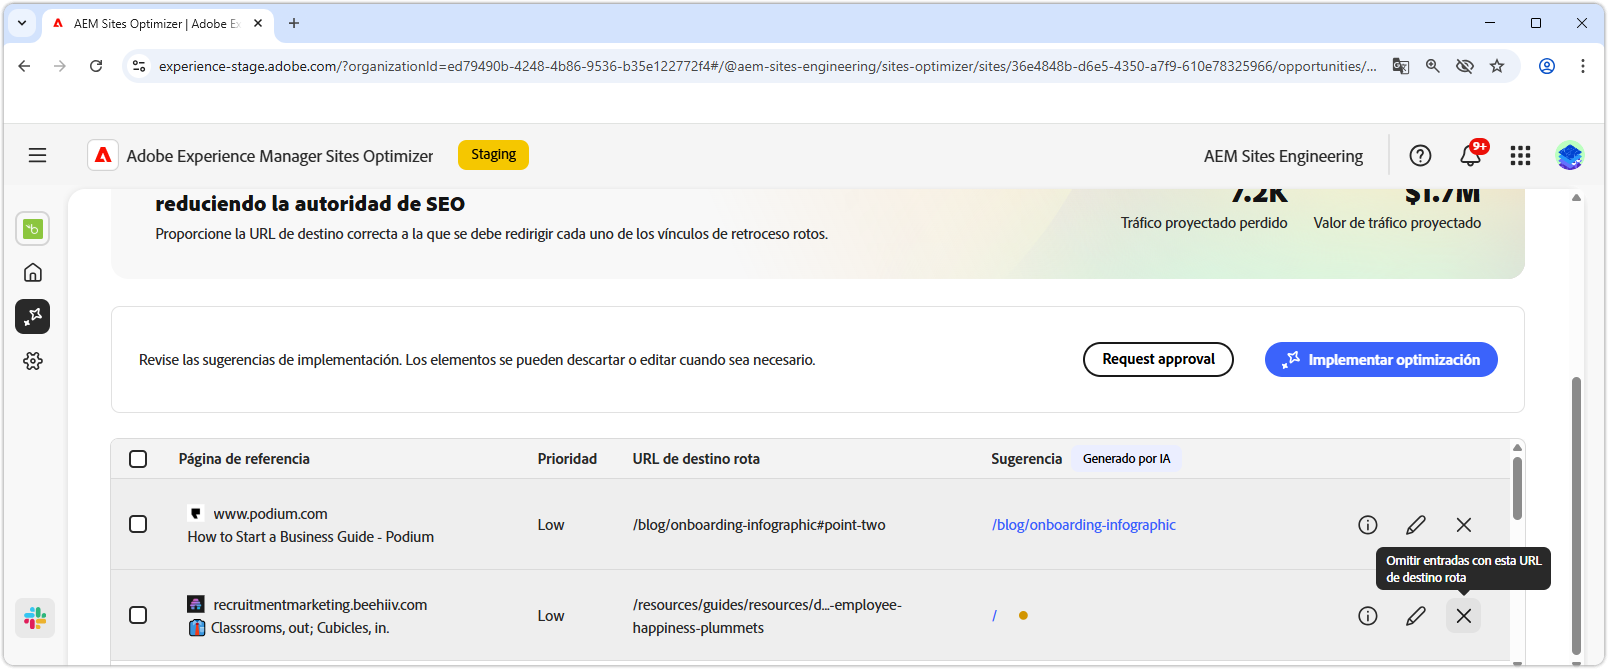 AEM Sites Optimizer | Adobe Ex
experience-stage.adobe.com/?organizationId=ed79490b-4248-4b86-9536-b35e122772f4#/@aem-sites-engineering/sites-optimizer/sites/36e4848b-d6e5-4350-a7f9-610e78325966/opportunities/...
Adobe Experience Manager Sites Optimizer
Staging
AEM Sites Engineering
9+
reduciendo la autoridad de SEO
Proporcione la URL de destino correcta a la que se debe redirigir cada uno de los vínculos de retroceso rotos.
7.2K
$1.7M
Tráfico proyectado perdido
Valor de tráfico proyectado
Revise las sugerencias de implementación. Los elementos se pueden descartar o editar cuando sea necesario.
Request approval
Implementar optimización
Página de referencia
Prioridad
URL de destino rota
Sugerencia
Generado por IA
www.podium.com
How to Start a Business Guide - Podium
Low
/blog/onboarding-infographic#point-two
/blog/onboarding-infographic
Omitir entradas con esta URL
de destino rota
recruitmentmarketing.beehiiv.com
👔 Classrooms, out; Cubicles, in.
Low
/resources/guides/resources/d...-employee-
happiness-plummets
/